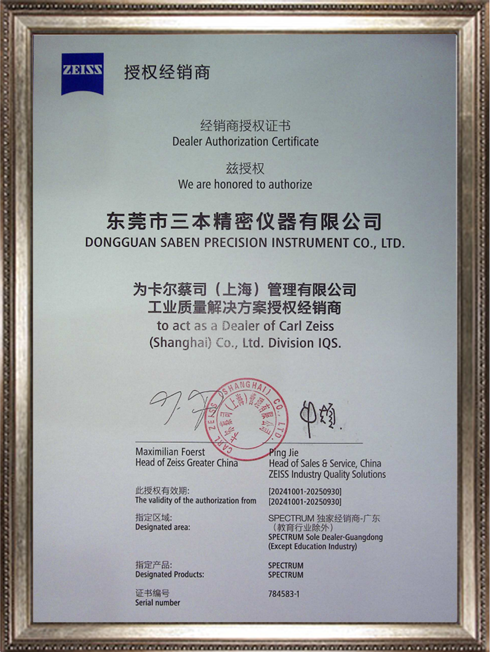 ZEISS
授权经销商
经销商授权证书
Dealer Authorization Certificate
兹授权
We are honored to authorize
东莞市三本精密仪器有限公司
DONGGUAN SABEN PRECISION INSTRUMENT CO., LTD.
为卡尔蔡司（上海）管理有限公司
工业质量解决方案授权经销商
to act as a Dealer of Carl Zeiss
(Shanghai) Co., Ltd. Division IQS.
CARL ZEISS (SHANGHAI) CO., LTD.
Maximilian Foerst
Head of Zeiss Greater China
Ping Jie
Head of Sales & Service, China
ZEISS Industry Quality Solutions
此授权有效期: [20241001-20250930]
The validity of the authorization from [20241001-20250930]
指定区域: SPECTRUM 独家经销商-广东
（教育行业除外）
Designated area: SPECTRUM Sole Dealer-Guangdong
(Except Education Industry)
指定产品: SPECTRUM
Designated Products: SPECTRUM
证书编号 784583-1
Serial number